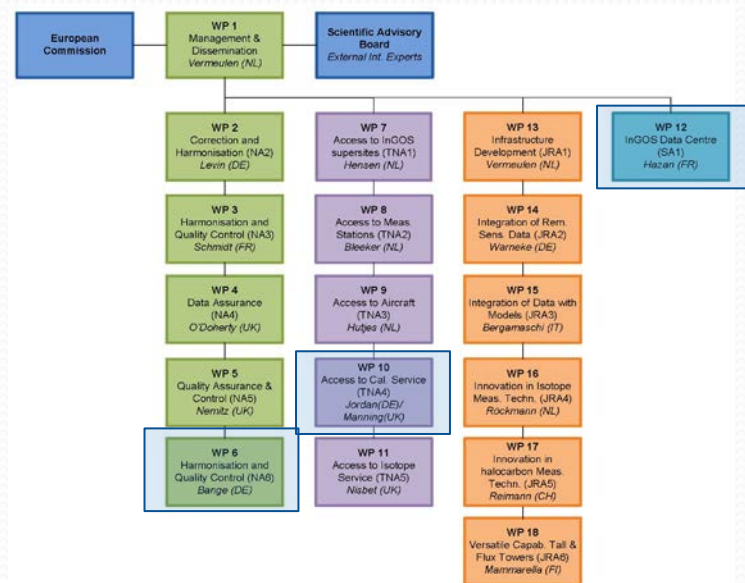 European
Commission
WP 1
Management &
Dissemination
Vermeulen (NL)
Scientific Advisory
Board
External Int. Experts
WP 2
Correction and
Harmonisation (NA2)
Levin (DE)
WP 3
Harmonisation and
Quality Control (NA3)
Schmidt (FR)
WP 4
Data Assurance
(NA4)
O'Doherty (UK)
WP 5
Quality Assurance &
Control (NA5)
Nemitz (UK)
WP 6
Harmonisation and
Quality Control (NA6)
Bange (DE)
WP 7
Access to InGOS
supersites (TNA1)
Hensen (NL)
WP 8
Access to Meas.
Stations (TNA2)
Bleeker (NL)
WP 9
Access to Aircraft
(TNA3)
Hutjes (NL)
WP 10
Access to Cal. Service
(TNA4)
Jordan(DE)/
Manning(UK)
WP 11
Access to Isotope
Service (TNA5)
Nisbet (UK)
WP 13
Infrastructure
Development (JRA1)
Vermeulen (NL)
WP 14
Integration of Rem.
Sens. Data (JRA2)
Warneke (DE)
WP 15
Integration of Data with
Models (JRA3)
Bergamaschi (IT)
WP 16
Innovation in Isotope
Meas. Techn. (JRA4)
Röckmann (NL)
WP 17
Innovation in
halocarbon Meas.
Techn. (JRA5)
Reimann (CH)
WP 18
Versatile Capab. Tall &
Flux Towers (JRA6)
Mammarella (FI)
WP 12
InGOS Data Centre
(SA1)
Hazan (FR)